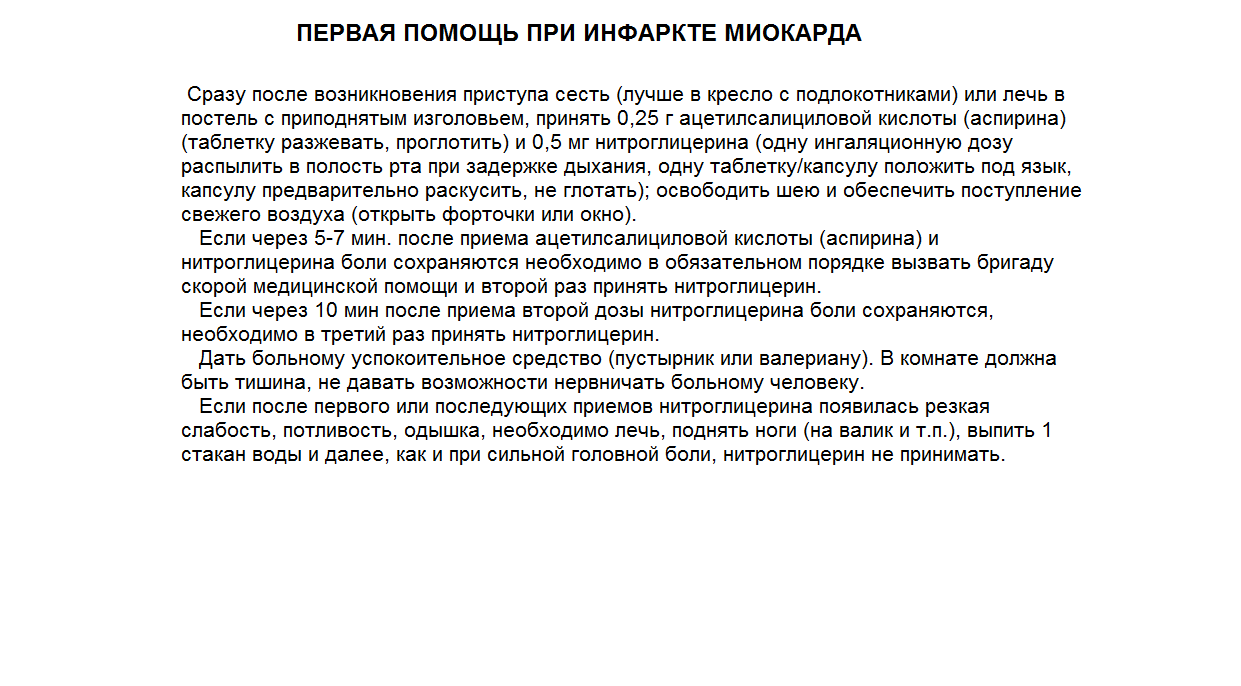 ПЕРВАЯ ПОМОЩЬ ПРИ ИНФАРКТЕ МИОКАРДА
Сразу после возникновения приступа сесть (лучше в кресло с подлокотниками) или лечь в
постель с приподнятым изголовьем, принять 0,25 г ацетилсалициловой кислоты (аспирина)
(таблетку разжевать, проглотить) и 0,5 мг нитроглицерина (одну ингаляционную дозу
распылить в полость рта при задержке дыхания, одну таблетку/капсулу положить под язык,
капсулу предварительно раскусить, не глотать); освободить шею и обеспечить поступление
свежего воздуха (открыть форточки или окно).
Если через 5-7 мин. после приема ацетилсалициловой кислоты (аспирина) и
нитроглицерина боли сохраняются необходимо в обязательном порядке вызвать бригаду
скорой медицинской помощи и второй раз принять нитроглицерин.
Если через 10 мин после приема второй дозы нитроглицерина боли сохраняются,
необходимо в третий раз принять нитроглицерин.
Дать больному успокоительное средство (пустырник или валериану). В комнате должна
быть тишина, не давать возможности нервничать больному человеку.
Если после первого или последующих приемов нитроглицерина появилась резкая
слабость, потливость, одышка, необходимо лечь, поднять ноги (на валик и т.п.), выпить 1
стакан воды и далее, как и при сильной головной боли, нитроглицерин не принимать.